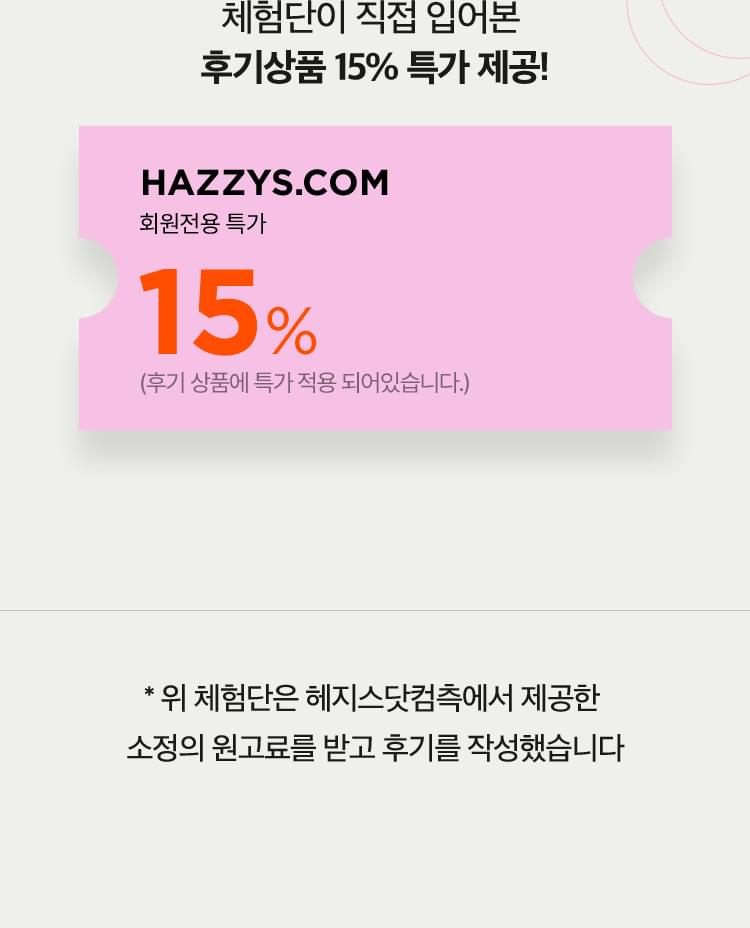 체험단이 직접 입어본
후기상품 15% 특가 제공!
HAZZYS.COM
회원전용 특가
15%
(후기 상품에 특가 적용 되어있습니다.)
* 위 체험단은 헤지스닷컴측에서 제공한
소정의 원고료를 받고 후기를 작성했습니다